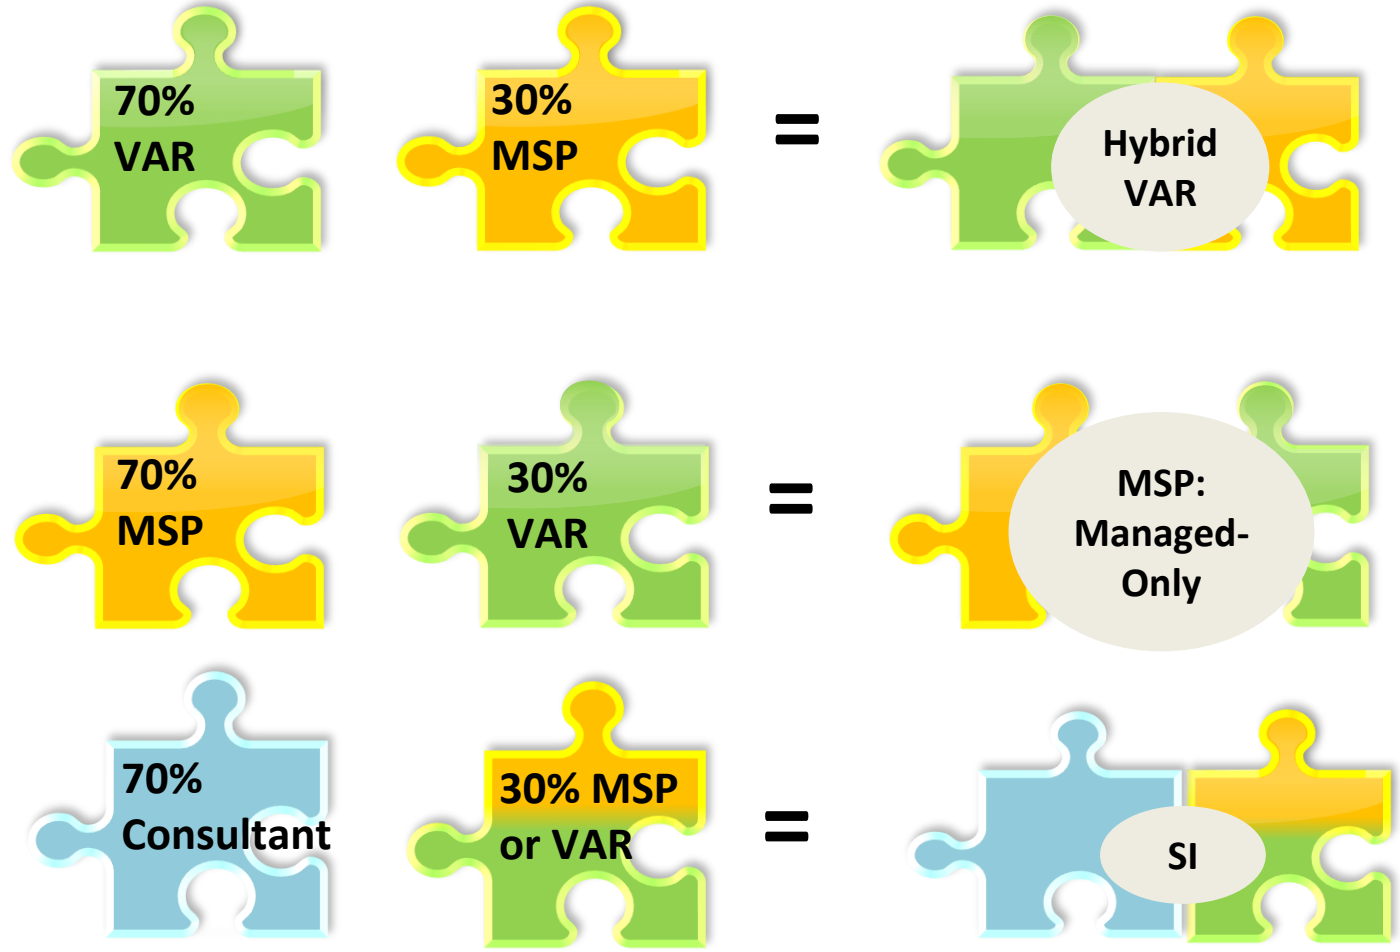 70%
VAR
30%
MSP
=
Hybrid
VAR
70%
MSP
30%
VAR
=
MSP:
Managed-
Only
70%
Consultant
30% MSP
or VAR
=
SI